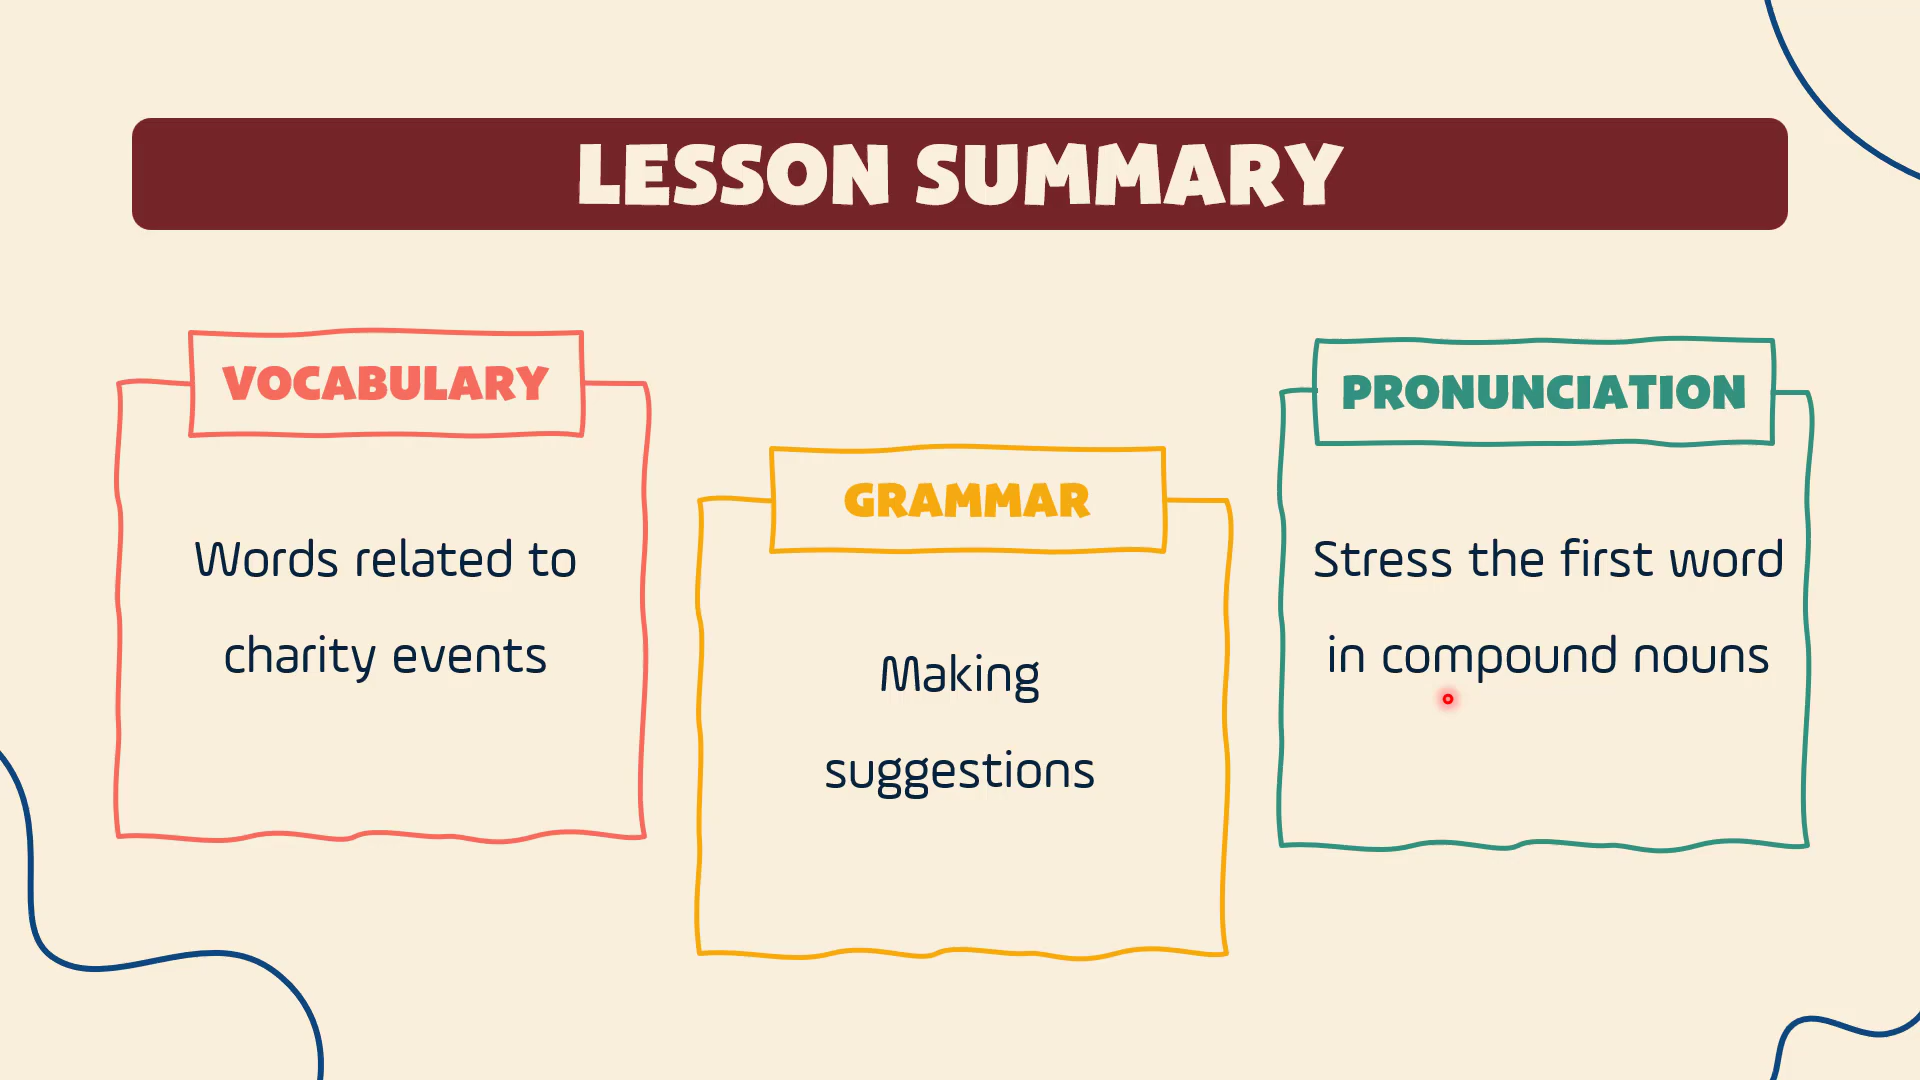 LESSON SUMMARY
VOCABULARY
Words related to
charity events
GRAMMAR
Making
suggestions
PRONUNCIATION
Stress the first word
in compound nouns